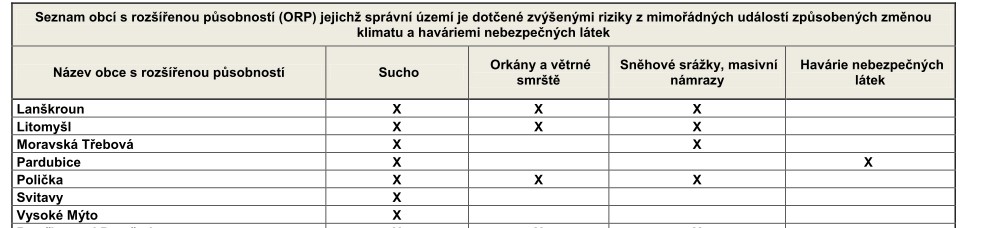 Seznam obcí s rozšířenou působností (ORP) jejichž správní území je dotčené zvýšenými riziky z mimořádných událostí způsobených změnou
klimatu a haváriemi nebezpečných látek
Název obce s rozšířenou působností Sucho Orkány a větrné smrště Sněhové srážky, masivní námrazy Havárie nebezpečných látek
Lanškroun X X X
Litomyšl X X X
Moravská Třebová X X
Pardubice X X
Polička X X X
Svitavy X
Vysoké Mýto X